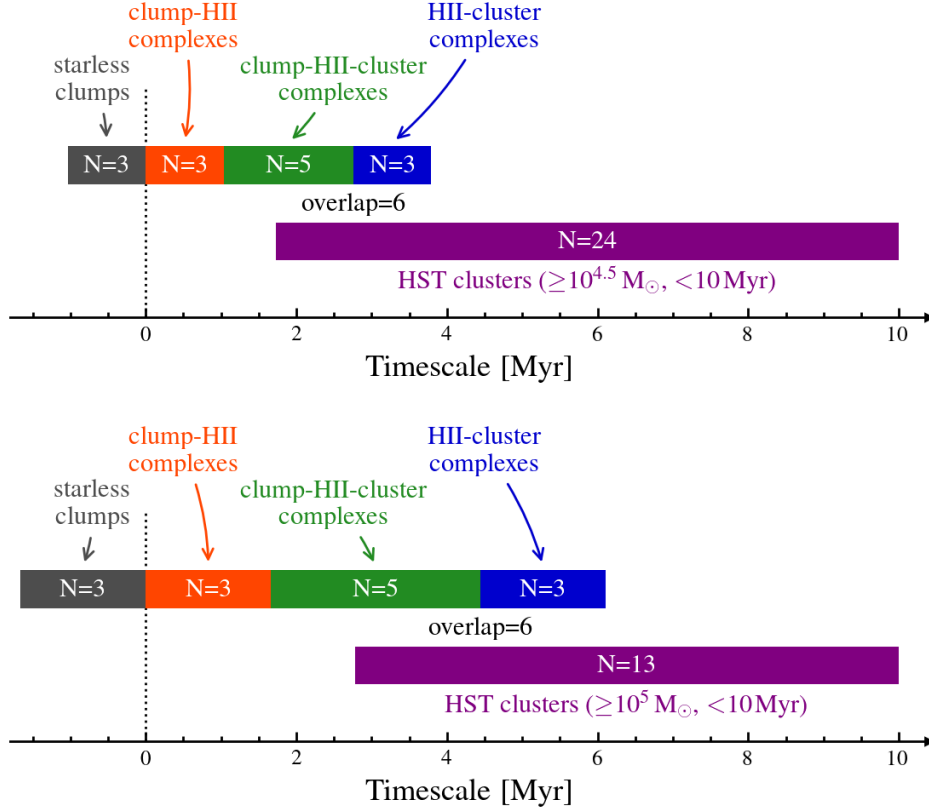 clump-HII
complexes
HII-cluster
complexes
starless
clumps
clump-HII-cluster
complexes
N=3
N=3
N=5
N=3
overlap=6
N=24
HST clusters (≥10^4.5 M_☉, <10 Myr)
0
2
4
6
8
10
Timescale [Myr]
clump-HII
complexes
HII-cluster
complexes
starless
clumps
clump-HII-cluster
complexes
N=3
N=3
N=5
N=3
overlap=6
N=13
HST clusters (≥10^5 M_☉, <10 Myr)
0
2
4
6
8
10
Timescale [Myr]